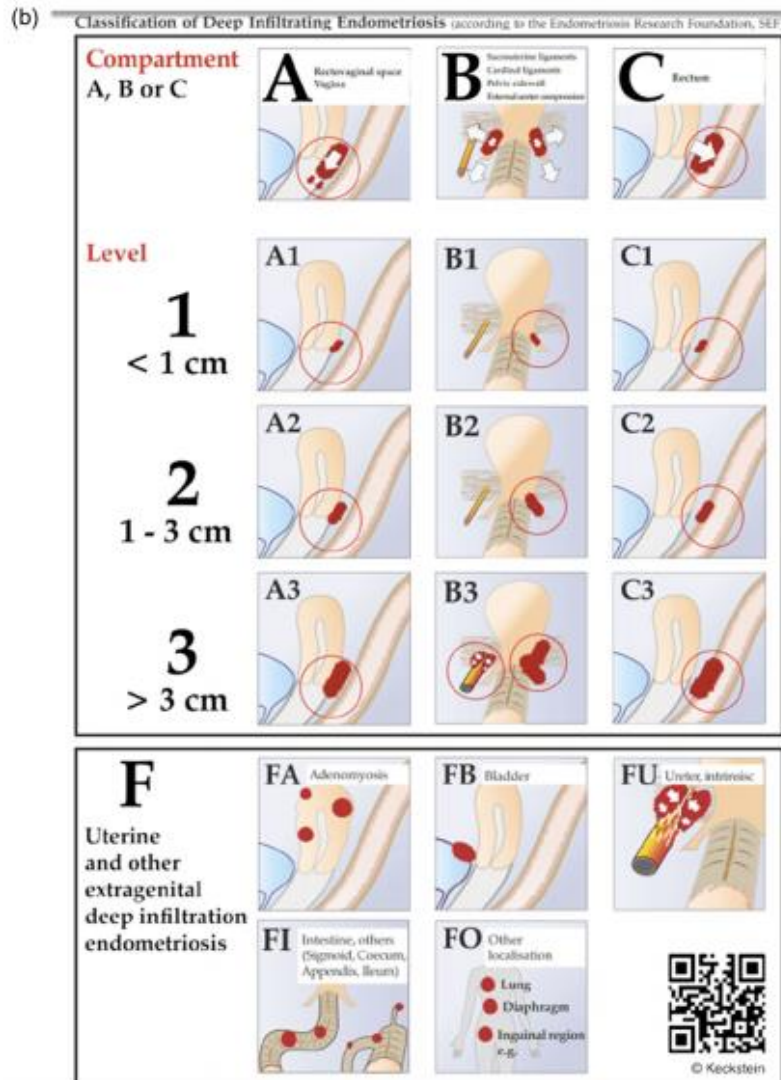 (b)
Classification of Deep Infiltrating Endometriosis (according to the Endometriosis Research Foundation, SEF
Compartment
A, B or C
A
Rectovaginal space
Vagina
B
Sacrouterine ligaments
Cardinal ligaments
Pelvic sidewall
External ureter compression
C
Rectum
Level
1
< 1 cm
A1
B1
C1
2
1 - 3 cm
A2
B2
C2
3
> 3 cm
A3
B3
C3
F
Uterine
and other
extragenital
deep infiltration
endometriosis
FA Adenomyosis
FB Bladder
FU Ureter, intrinsic
FI Intestine, others
(Sigmoid, Coecum,
Appendix, Ileum)
FO Other
localisation
Lung
Diaphragm
Inguinal region
e.g.
© Keckstein